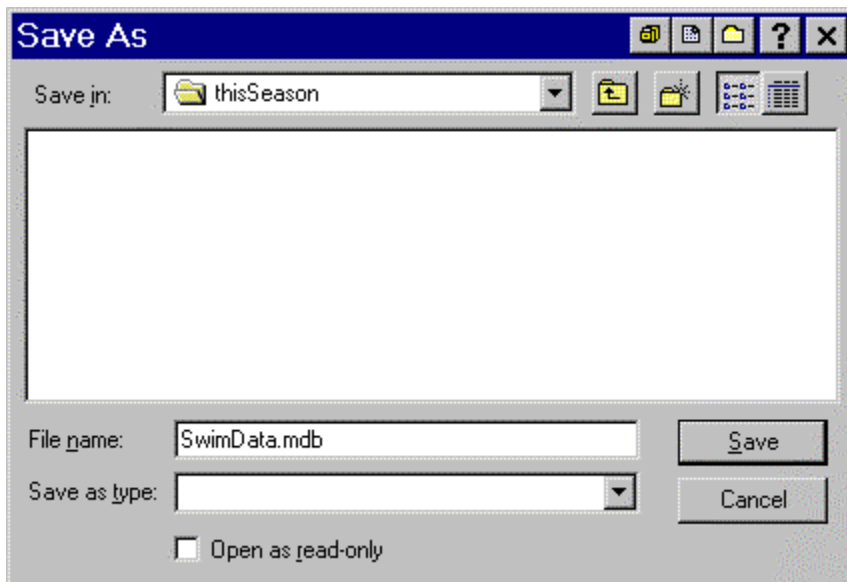 Save As
?
Save in:
thisSeason
File name:
SwimData.mdb
Save
Save as type:
Cancel
Open as read-only